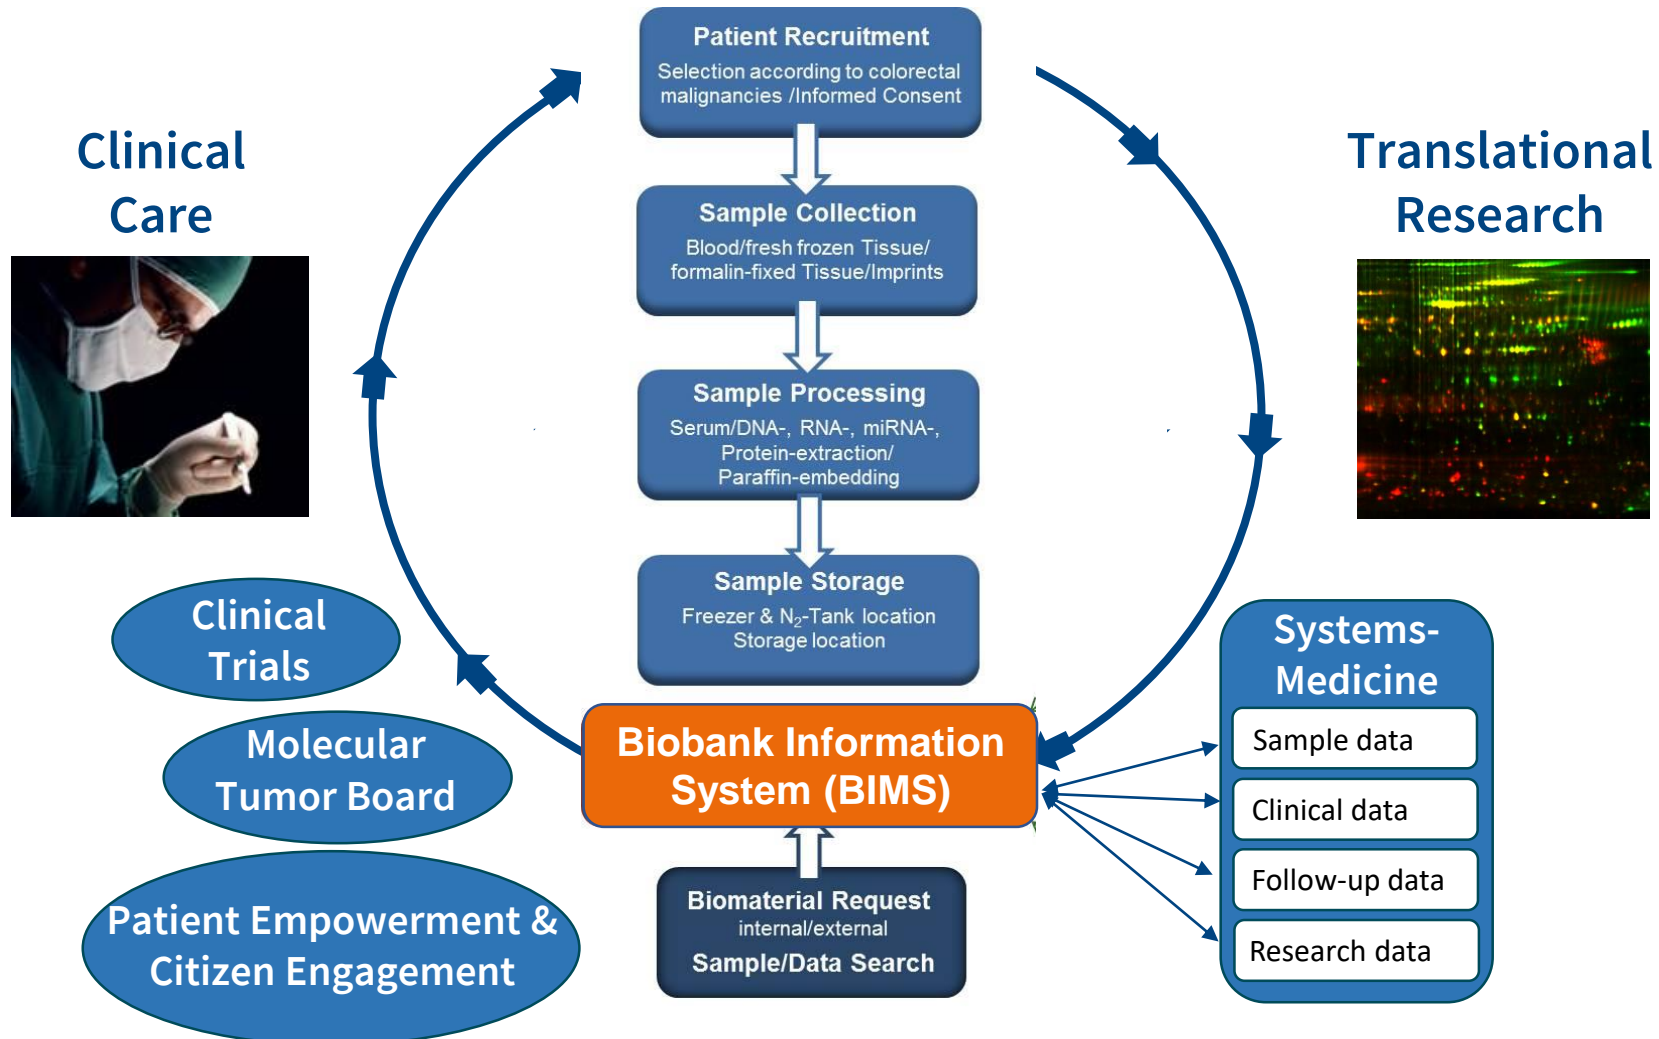 Patient Recruitment
Selection according to colorectal
malignancies /Informed Consent
Clinical
Care
Translational
Research
Sample Collection
Blood/fresh frozen Tissue/
formalin-fixed Tissue/Imprints
Sample Processing
Serum/DNA-, RNA-, miRNA-,
Protein-extraction/
Paraffin-embedding
Sample Storage
Freezer & N₂-Tank location
Storage location
Clinical
Trials
Molecular
Tumor Board
Patient Empowerment &
Citizen Engagement
Biobank Information
System (BIMS)
Biomaterial Request
internal/external
Sample/Data Search
Systems-
Medicine
Sample data
Clinical data
Follow-up data
Research data